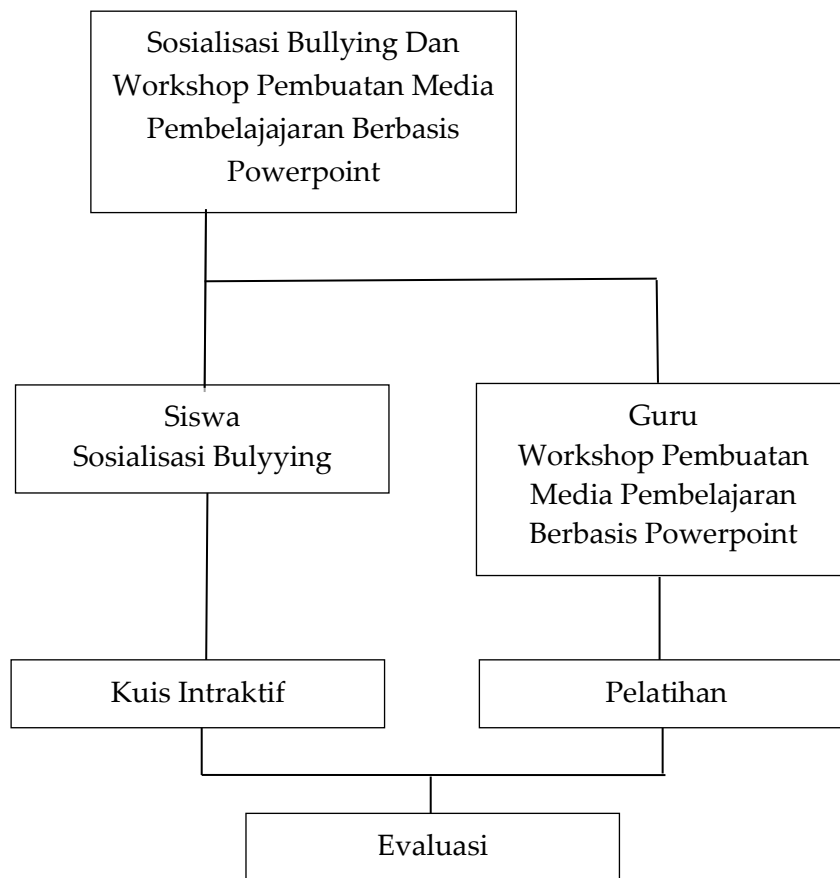 Sosialisasi Bullying Dan
Workshop Pembuatan Media
Pembelajajaran Berbasis
Powerpoint
Siswa
Sosialisasi Bulyying
Guru
Workshop Pembuatan
Media Pembelajaran
Berbasis Powerpoint
Kuis Intraktif
Pelatihan
Evaluasi